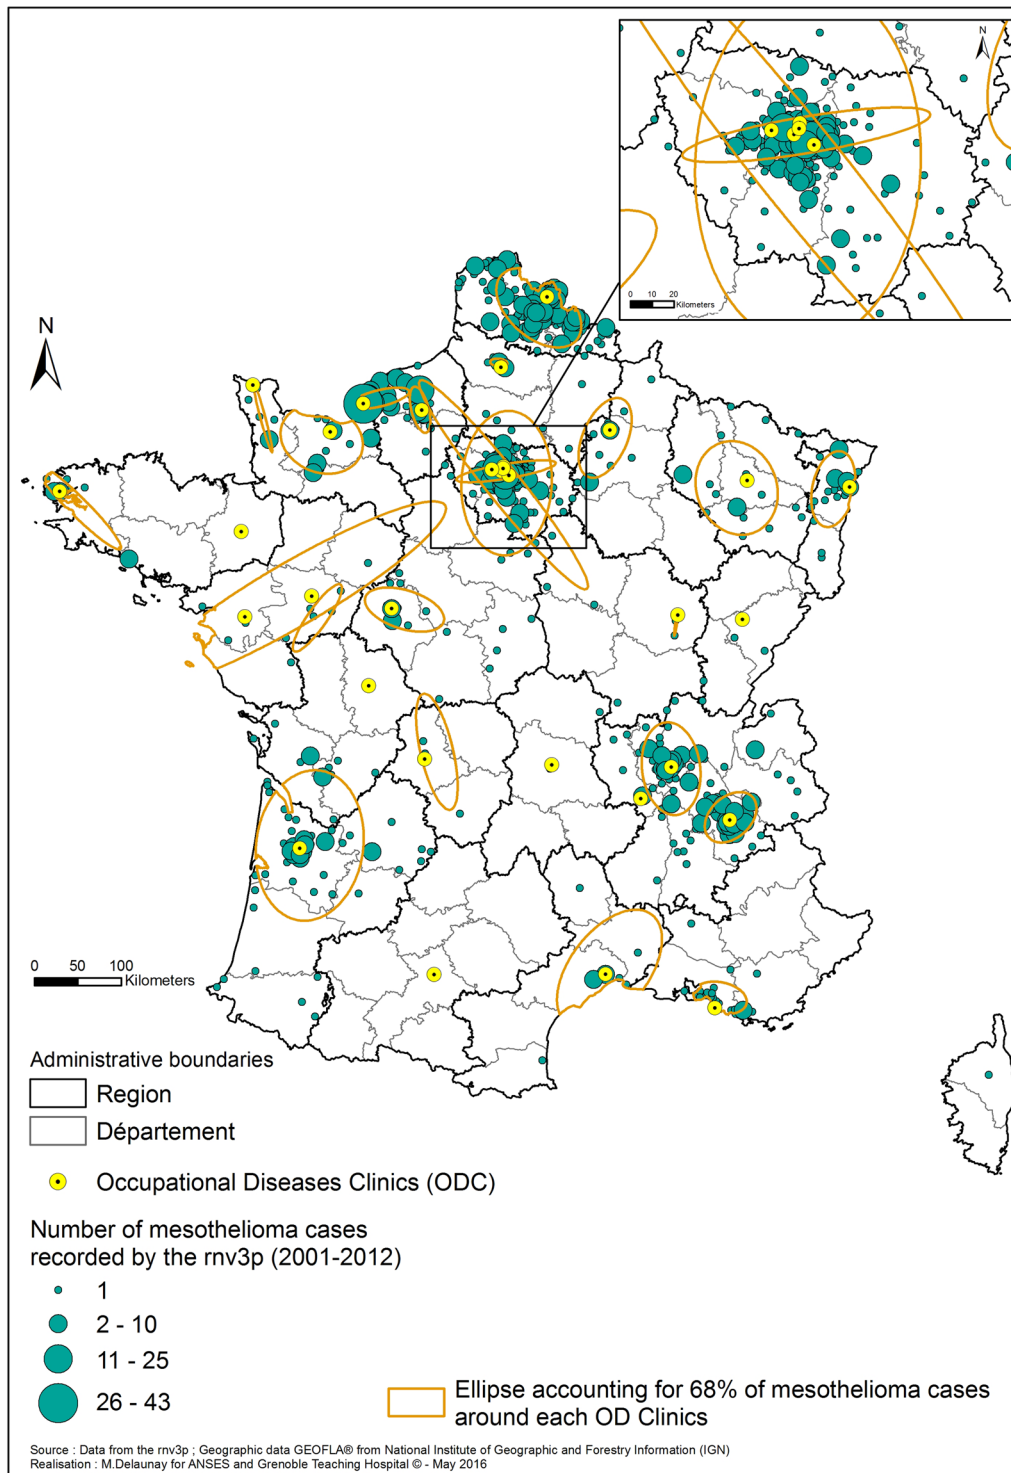 N
0 10 20
Kilometers
N
0 50 100
Kilometers
Administrative boundaries
Region
Département
Occupational Diseases Clinics (ODC)
Number of mesothelioma cases
recorded by the rnv3p (2001-2012)
1
2 - 10
11 - 25
26 - 43
Ellipse accounting for 68% of mesothelioma cases
around each OD Clinics
Source : Data from the rnv3p ; Geographic data GEOFLA® from National Institute of Geographic and Forestry Information (IGN)
Realisation : M.Delaunay for ANSES and Grenoble Teaching Hospital © - May 2016